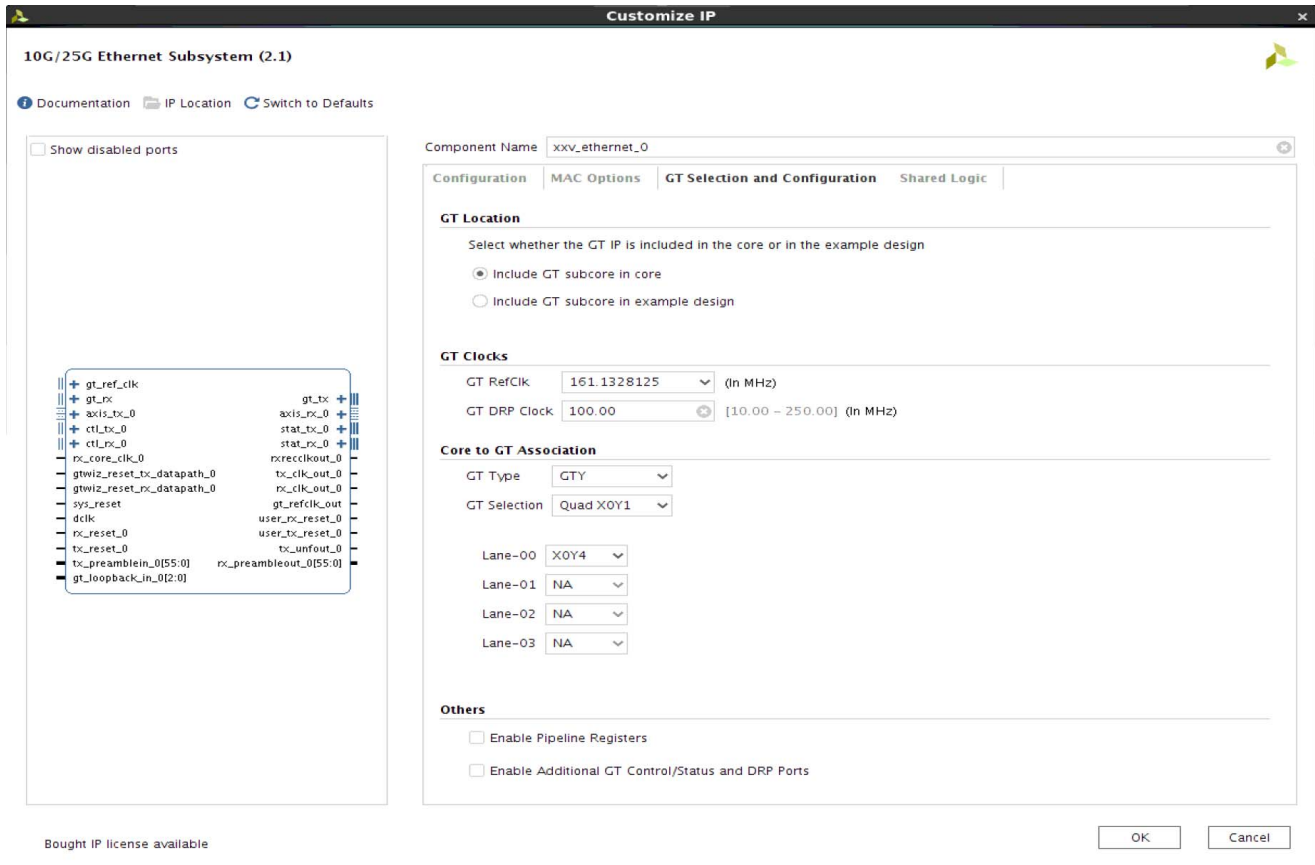 Customize IP
10G/25G Ethernet Subsystem (2.1)
Documentation IP Location Switch to Defaults
Show disabled ports
gt_ref_clk
gt_rx gt_tx
axis_tx_0 axis_rx_0
ctl_tx_0 stat_tx_0
ctl_rx_0 stat_rx_0
rx_core_clk_0 rxrecclkout_0
gtwiz_reset_tx_datapath_0 tx_clk_out_0
gtwiz_reset_rx_datapath_0 rx_clk_out_0
sys_reset gt_refclk_out
dclk user_rx_reset_0
rx_reset_0 user_tx_reset_0
tx_reset_0 tx_unfout_0
tx_preamblein_0[55:0] rx_preambleout_0[55:0]
gt_loopback_in_0[2:0]
Component Name xxv_ethernet_0
Configuration MAC Options GT Selection and Configuration Shared Logic
GT Location
Select whether the GT IP is included in the core or in the example design
Include GT subcore in core
Include GT subcore in example design
GT Clocks
GT RefClk 161.1328125 (In MHz)
GT DRP Clock 100.00 [10.00 – 250.00] (In MHz)
Core to GT Association
GT Type GTY
GT Selection Quad X0Y1
Lane-00 X0Y4
Lane-01 NA
Lane-02 NA
Lane-03 NA
Others
Enable Pipeline Registers
Enable Additional GT Control/Status and DRP Ports
Bought IP license available
OK Cancel